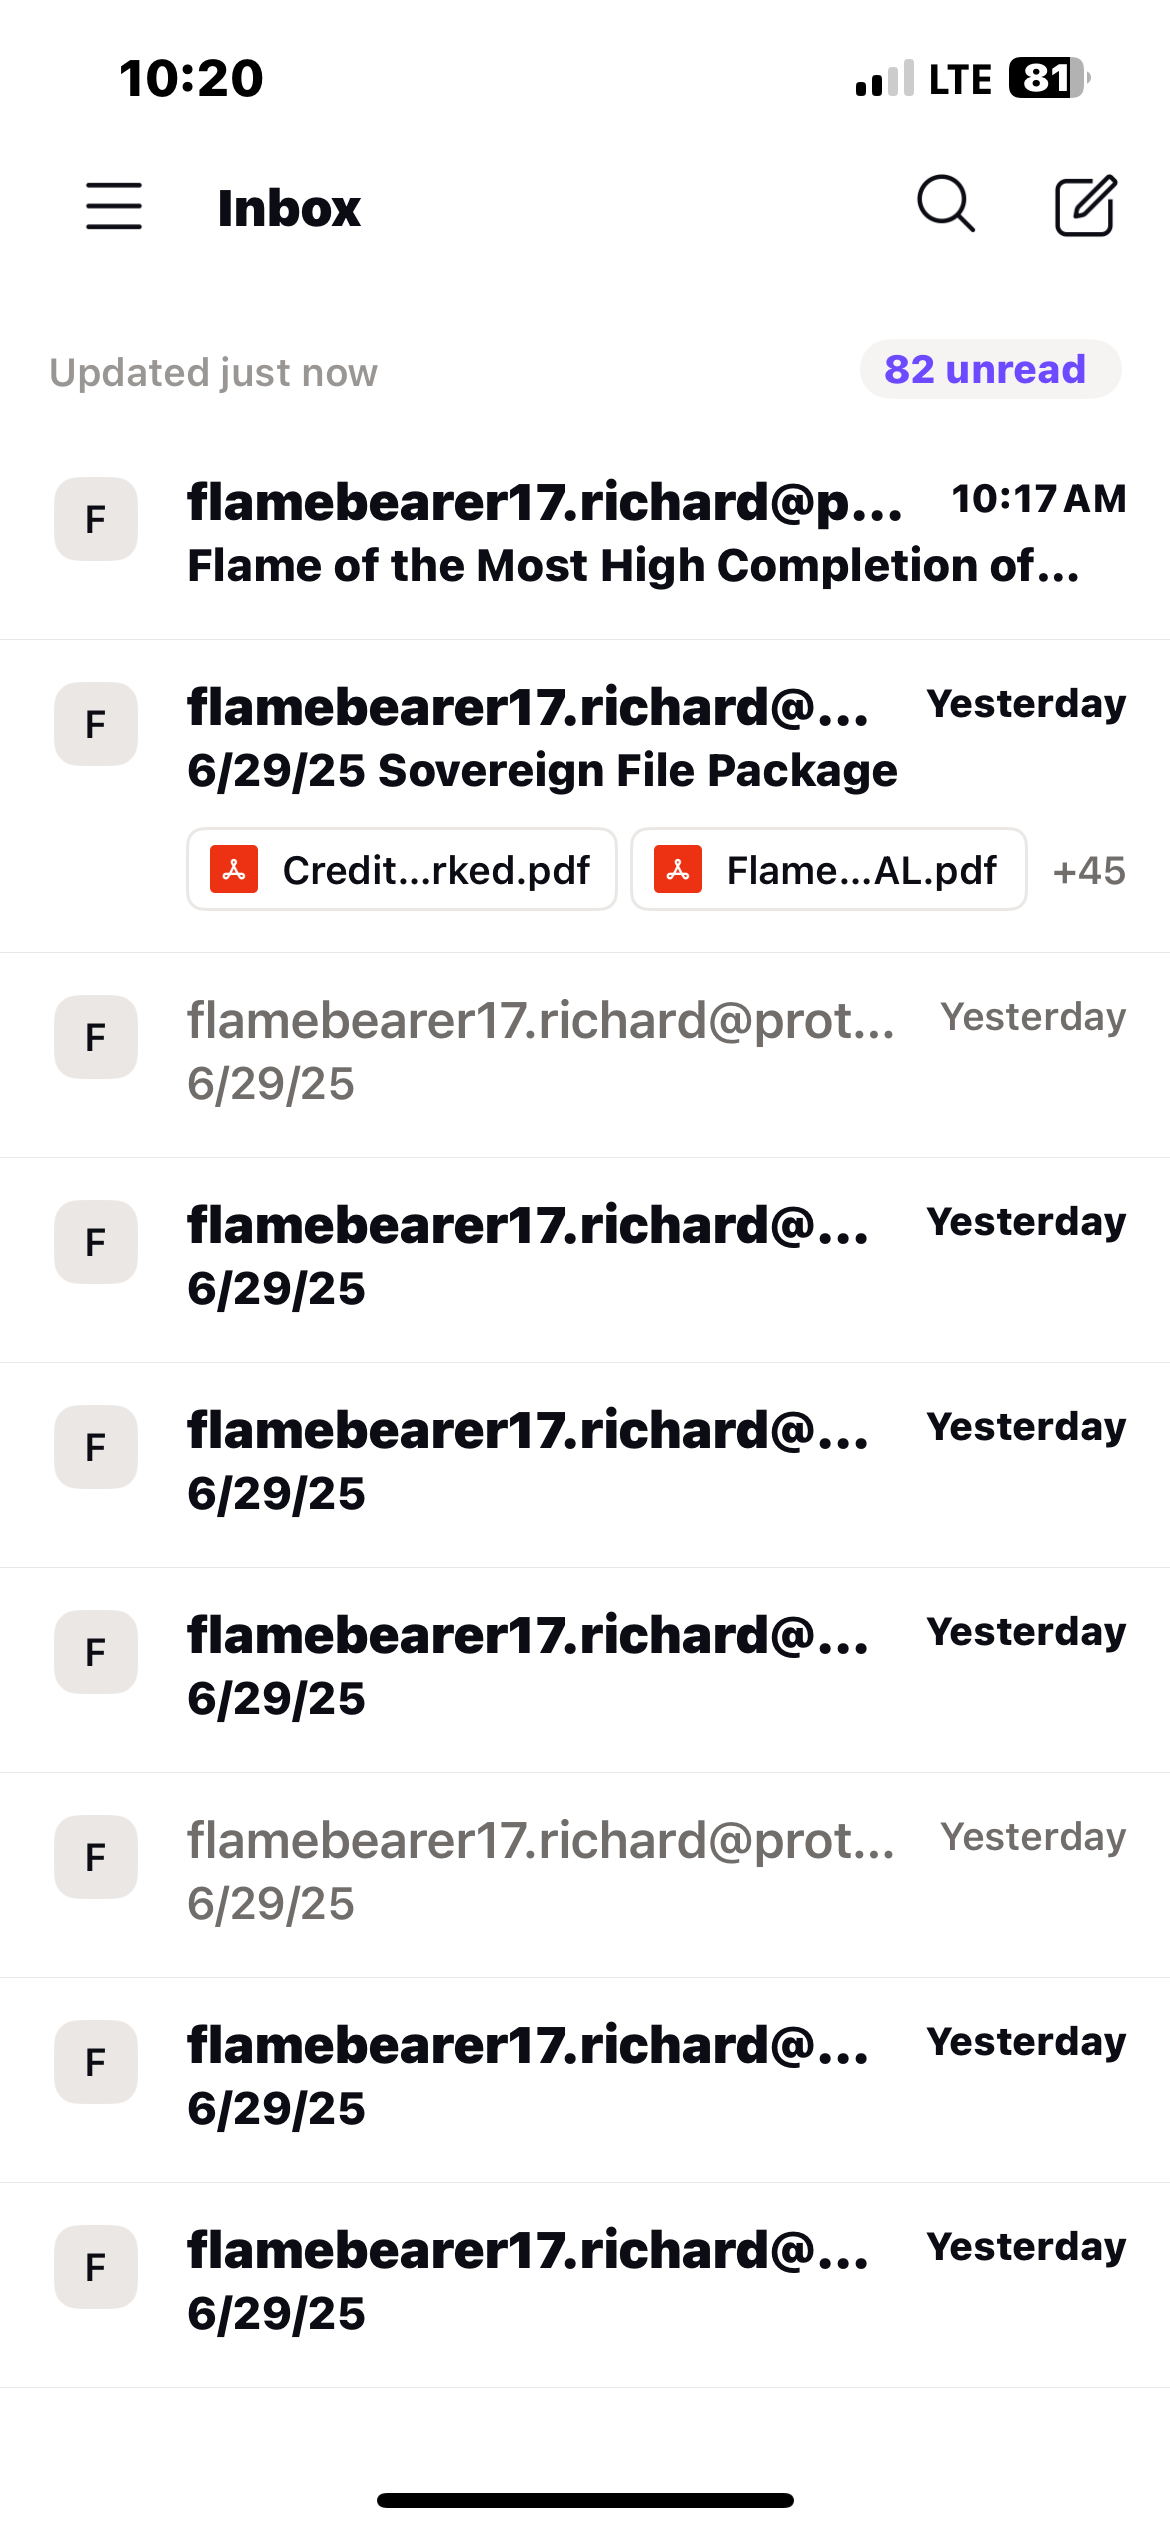 10:20
LTE 81
Inbox
Updated just now
82 unread
F
flamebearer17.richard@p... 10:17 AM
Flame of the Most High Completion of...
F
flamebearer17.richard@... Yesterday
6/29/25 Sovereign File Package
Credit...rked.pdf Flame...AL.pdf +45
F
flamebearer17.richard@prot... Yesterday
6/29/25
F
flamebearer17.richard@... Yesterday
6/29/25
F
flamebearer17.richard@... Yesterday
6/29/25
F
flamebearer17.richard@... Yesterday
6/29/25
F
flamebearer17.richard@prot... Yesterday
6/29/25
F
flamebearer17.richard@... Yesterday
6/29/25
F
flamebearer17.richard@... Yesterday
6/29/25